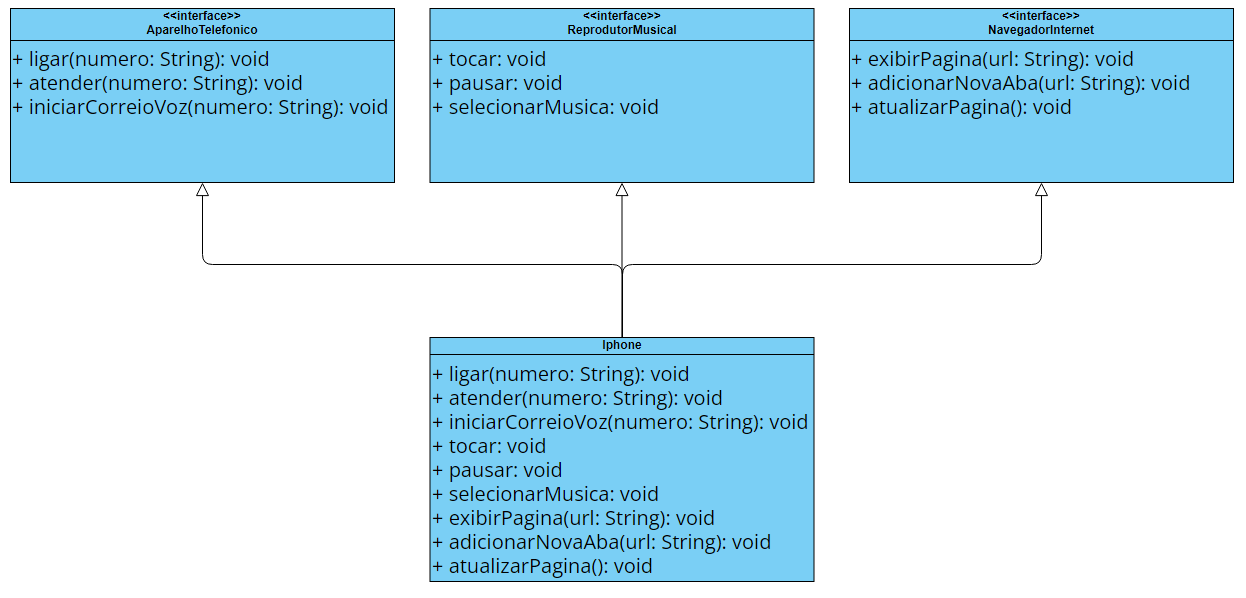 <<interface>>
AparelhoTelefonico
+ ligar(numero: String): void
+ atender(numero: String): void
+ iniciarCorreioVoz(numero: String): void
<<interface>>
ReprodutorMusical
+ tocar: void
+ pausar: void
+ selecionarMusica: void
<<interface>>
NavegadorInternet
+ exibirPagina(url: String): void
+ adicionarNovaAba(url: String): void
+ atualizarPagina(): void
Iphone
+ ligar(numero: String): void
+ atender(numero: String): void
+ iniciarCorreioVoz(numero: String): void
+ tocar: void
+ pausar: void
+ selecionarMusica: void
+ exibirPagina(url: String): void
+ adicionarNovaAba(url: String): void
+ atualizarPagina(): void